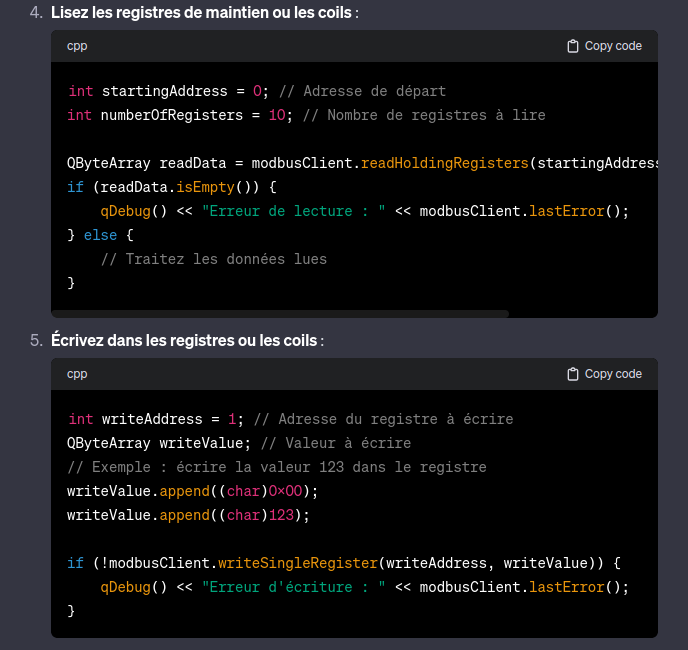 4. Lisez les registres de maintien ou les coils :
cpp Copy code
int startingAddress = 0; // Adresse de départ
int numberOfRegisters = 10; // Nombre de registres à lire
QByteArray readData = modbusClient.readHoldingRegisters(startingAddress
if (readData.isEmpty()) {
    qDebug() << "Erreur de lecture : " << modbusClient.lastError();
} else {
    // Traitez les données lues
}
5. Écrivez dans les registres ou les coils :
cpp Copy code
int writeAddress = 1; // Adresse du registre à écrire
QByteArray writeValue; // Valeur à écrire
// Exemple : écrire la valeur 123 dans le registre
writeValue.append((char)0x00);
writeValue.append((char)123);
if (!modbusClient.writeSingleRegister(writeAddress, writeValue)) {
    qDebug() << "Erreur d'écriture : " << modbusClient.lastError();
}